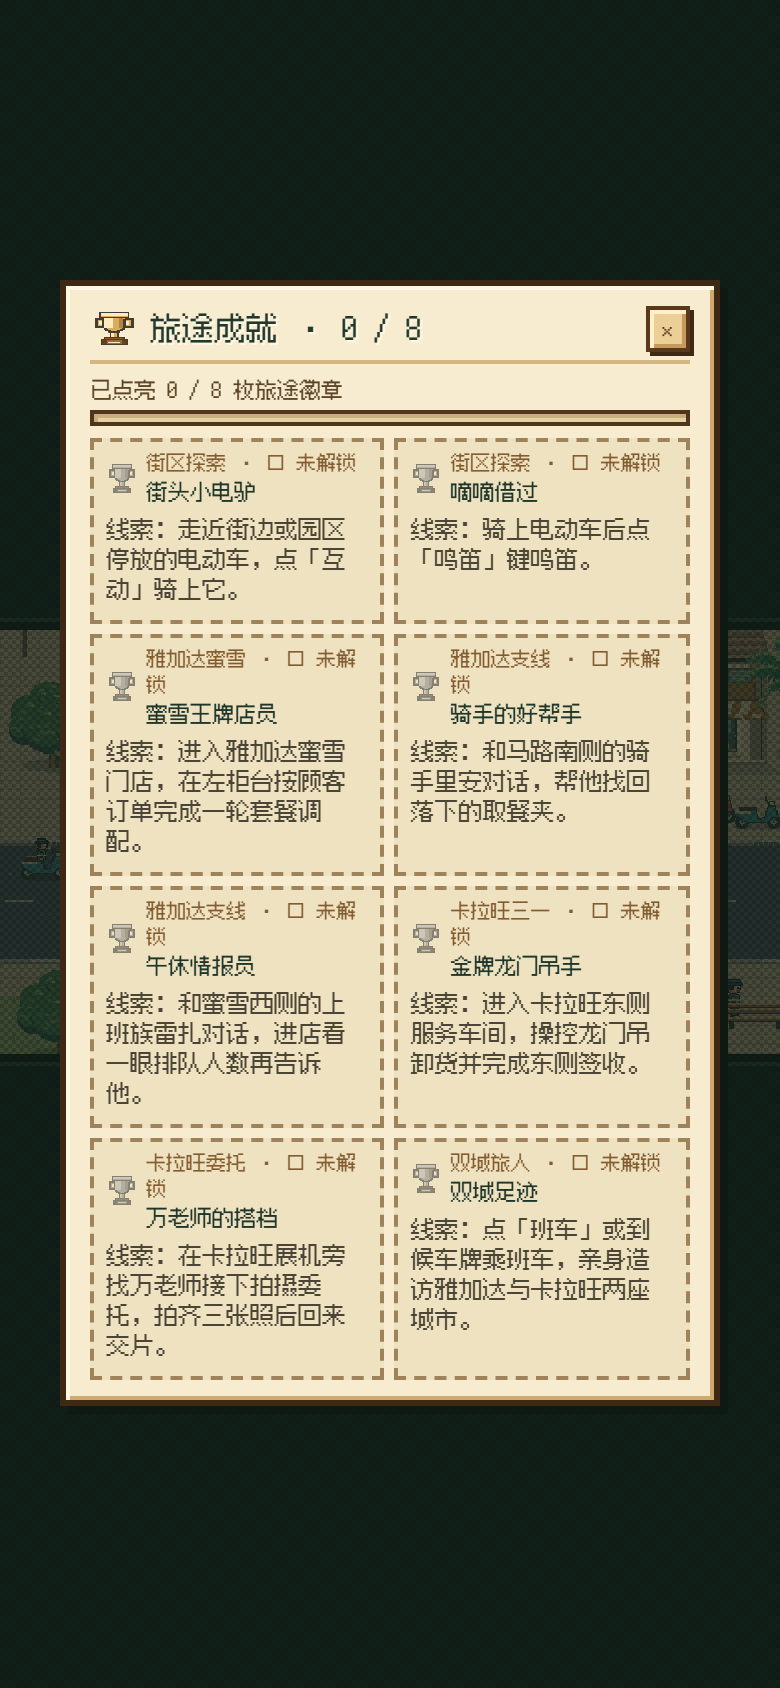 旅途成就 · 0 / 8
×
已点亮 0 / 8 枚旅途徽章
街区探索 · □ 未解锁
街头小电驴
线索：走近街边或园区
停放的电动车，点「互
动」骑上它。
街区探索 · □ 未解锁
嘀嘀借过
线索：骑上电动车后点
「鸣笛」键鸣笛。
雅加达蜜雪 · □ 未解
锁
蜜雪王牌店员
线索：进入雅加达蜜雪
门店，在左柜台按顾客
订单完成一轮套餐调
配。
雅加达支线 · □ 未解
锁
骑手的好帮手
线索：和马路南侧的骑
手里安对话，帮他找回
落下的取餐夹。
雅加达支线 · □ 未解
锁
午休情报员
线索：和蜜雪西侧的上
班族雷扎对话，进店看
一眼排队人数再告诉
他。
卡拉旺三一 · □ 未解
锁
金牌龙门吊手
线索：进入卡拉旺东侧
服务车间，操控龙门吊
卸货并完成东侧签收。
卡拉旺委托 · □ 未解
锁
万老师的搭档
线索：在卡拉旺展机旁
找万老师接下拍摄委
托，拍齐三张照后回来
交片。
双城旅人 · □ 未解锁
双城足迹
线索：点「班车」或到
候车牌乘班车，亲身造
访雅加达与卡拉旺两座
城市。